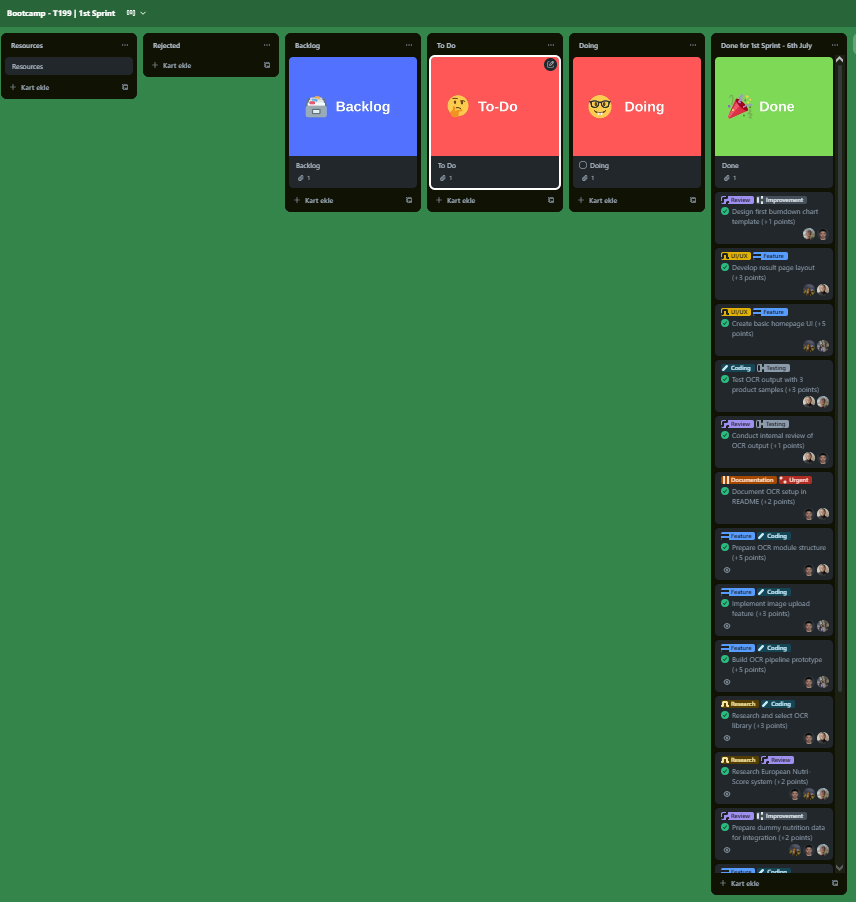 Bootcamp - T199 | 1st Sprint
Resources
Resources
Kart ekle
Rejected
Kart ekle
Backlog
Backlog
Backlog
1
Kart ekle
To Do
To-Do
To Do
1
Kart ekle
Doing
Doing
Doing
1
Kart ekle
Done for 1st Sprint - 6th July
Done
Done
1
Review Improvement
Design first burndown chart
template (+1 points)
UI/UX Feature
Develop result page layout
(+3 points)
UI/UX Feature
Create basic homepage UI (+5
points)
Coding Testing
Test OCR output with 3
product samples (+3 points)
Review Testing
Conduct internal review of
OCR output (+1 points)
Documentation Urgent
Document OCR setup in
README (+2 points)
Feature Coding
Prepare OCR module structure
(+5 points)
Feature Coding
Implement image upload
feature (+3 points)
Feature Coding
Build OCR pipeline prototype
(+5 points)
Research Coding
Research and select OCR
library (+3 points)
Research Review
Research European Nutri-
Score system (+2 points)
Review Improvement
Prepare dummy nutrition data
for integration (+2 points)
Feature Coding
Kart ekle